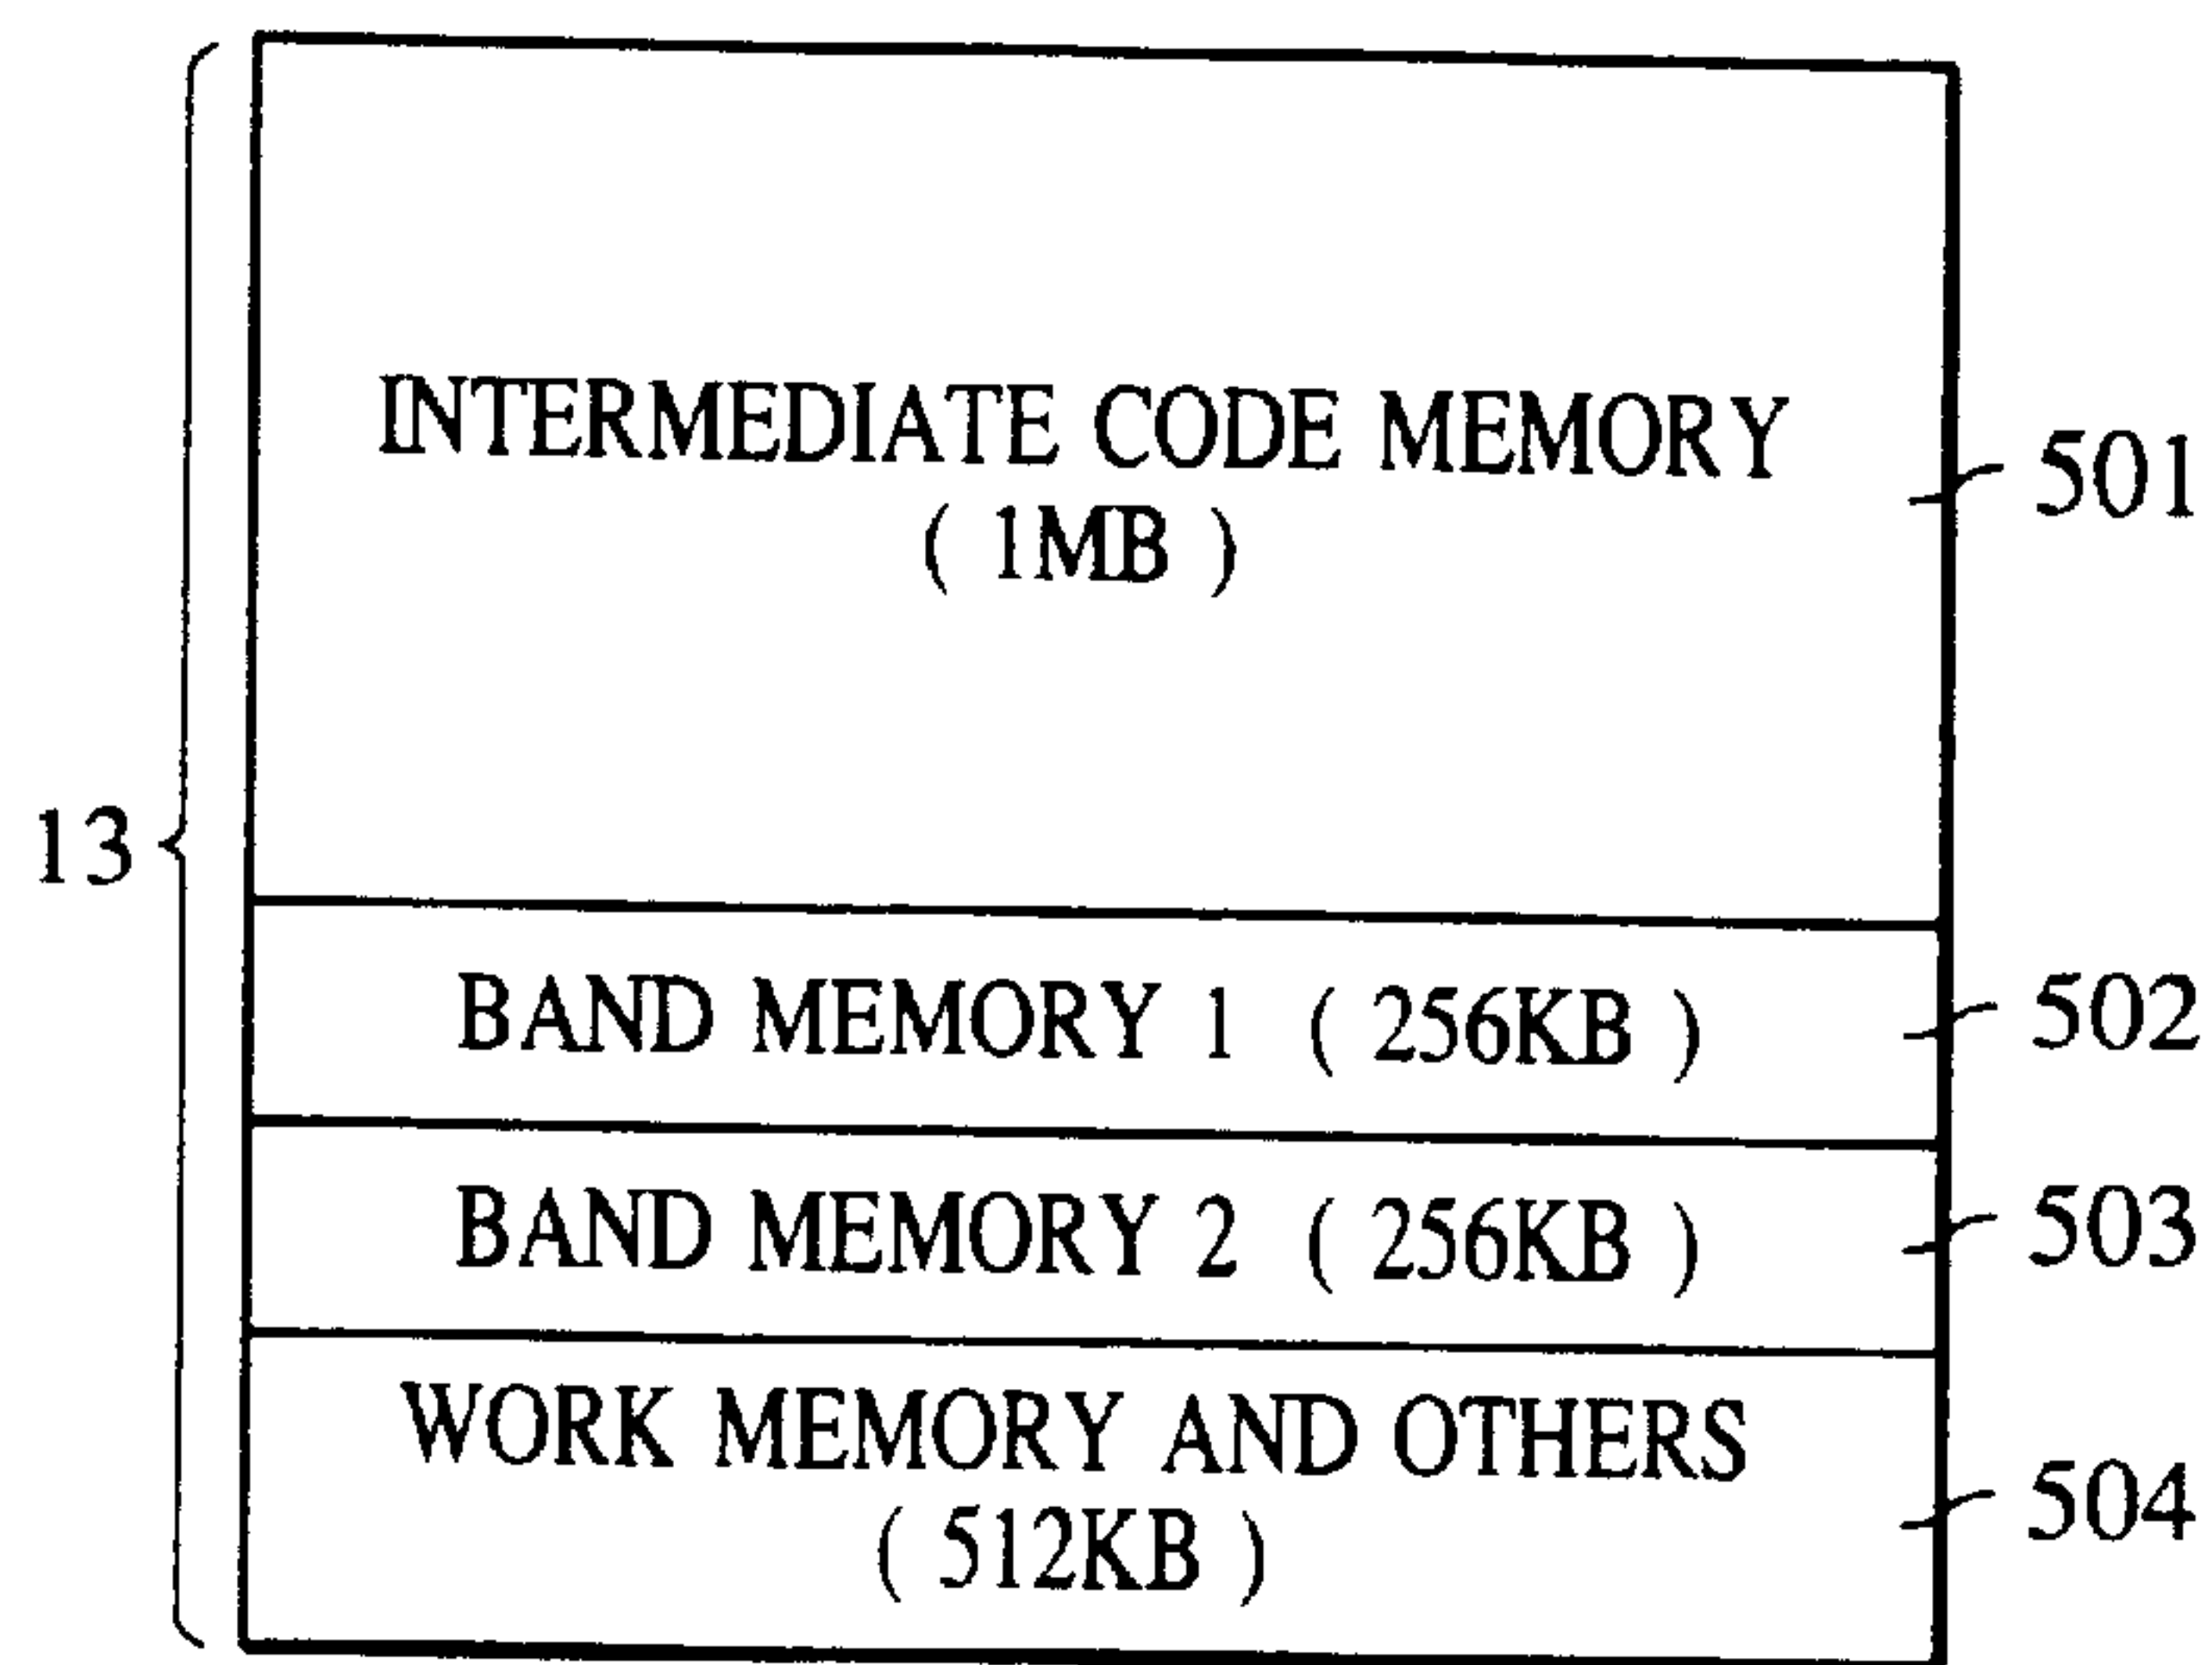 INTERMEDIATE CODE MEMORY
( 1MB )
501
13
BAND MEMORY 1 ( 256KB )
502
BAND MEMORY 2 ( 256KB )
503
WORK MEMORY AND OTHERS
( 512KB )
504